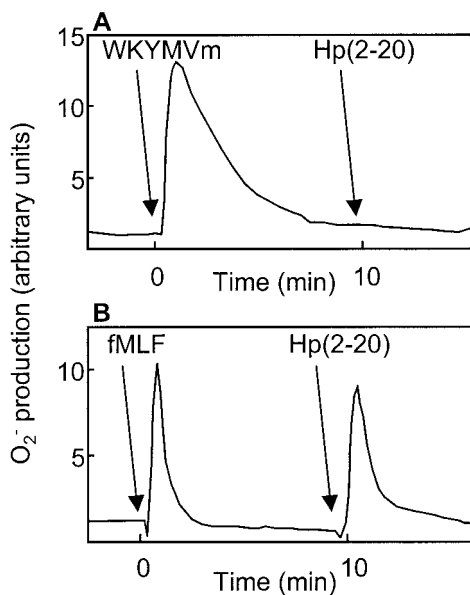 A
15
WKYMVm Hp(2-20)
10
5
0 10
Time (min)
O₂⁻ production (arbitrary units)
B
fMLF Hp(2-20)
10
5
0 10
Time (min)